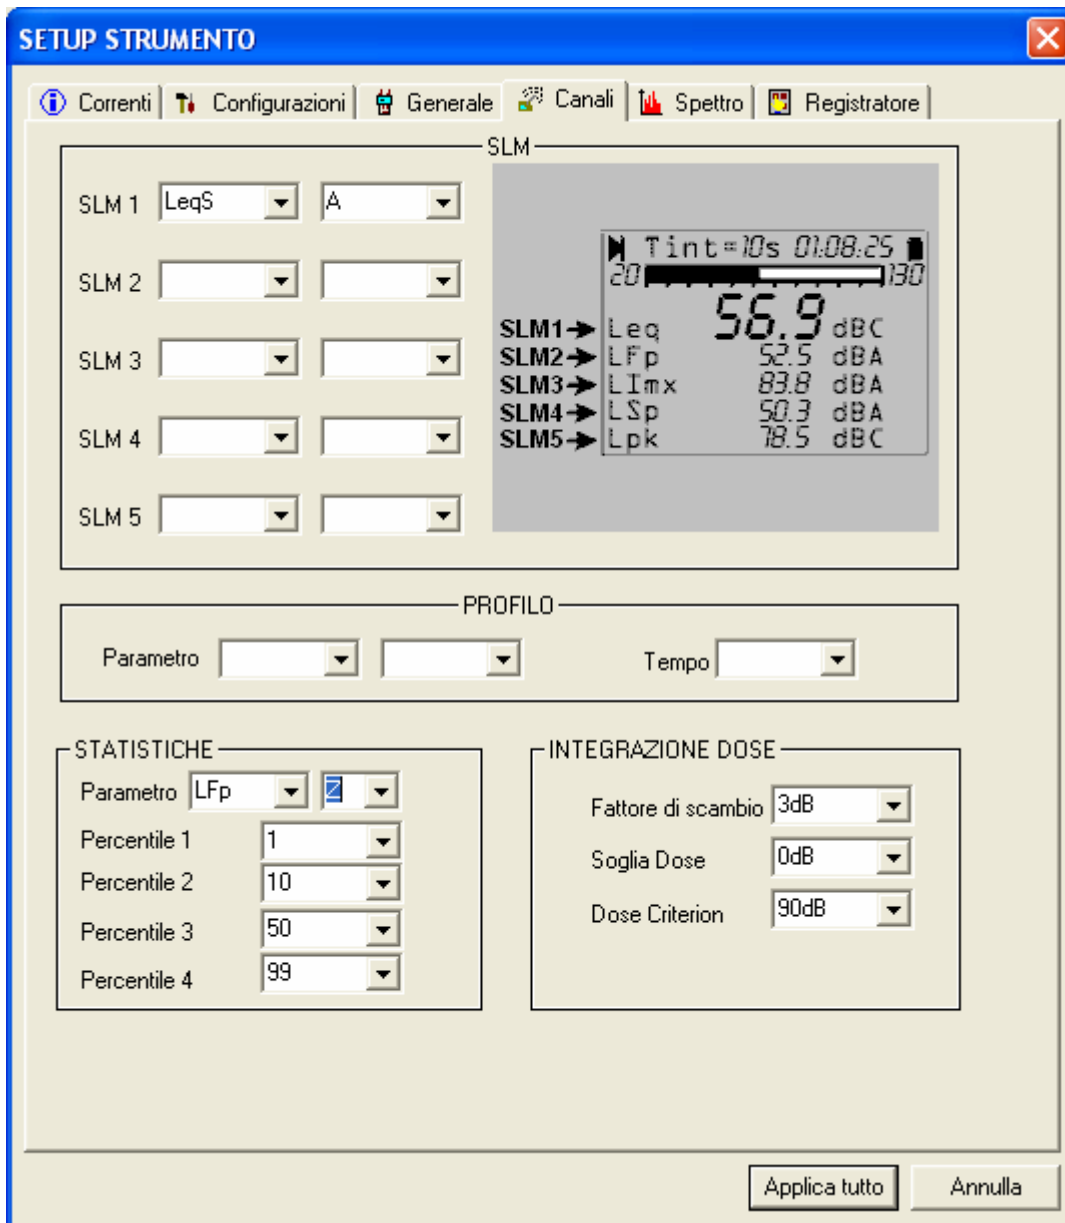 SETUP STRUMENTO
Correnti Configurazioni Generale Canali Spettro Registratore
SLM
SLM 1 LeqS A
SLM 2
SLM 3
SLM 4
SLM 5
Tint=10s 01:08:25
20 130
SLM1 Leq 56.9 dBC
SLM2 LFp 52.5 dBA
SLM3 LImx 83.8 dBA
SLM4 LSp 50.3 dBA
SLM5 Lpk 78.5 dBC
PROFILO
Parametro Tempo
STATISTICHE
Parametro LFp Z
Percentile 1 1
Percentile 2 10
Percentile 3 50
Percentile 4 99
INTEGRAZIONE DOSE
Fattore di scambio 3dB
Soglia Dose 0dB
Dose Criterion 90dB
Applica tutto Annulla